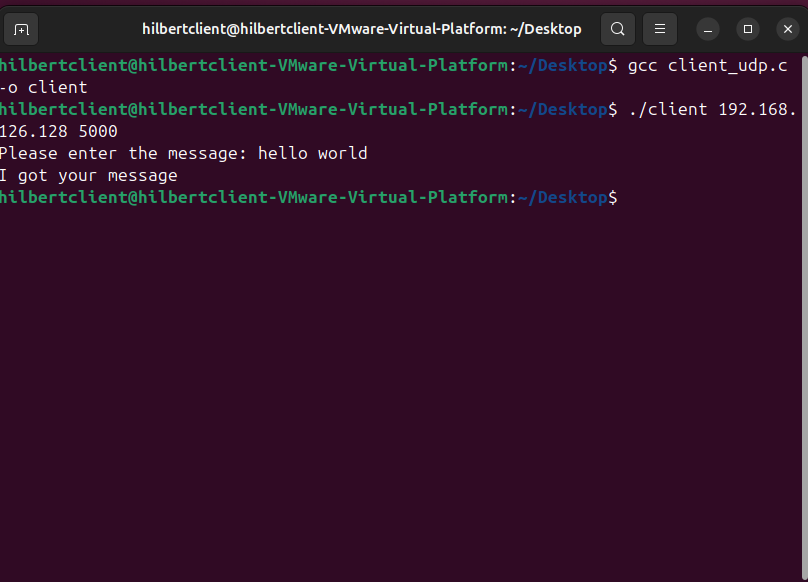 hilbertclient@hilbertclient-VMware-Virtual-Platform: ~/Desktop
hilbertclient@hilbertclient-VMware-Virtual-Platform:~/Desktop$ gcc client_udp.c
-o client
hilbertclient@hilbertclient-VMware-Virtual-Platform:~/Desktop$ ./client 192.168.
126.128 5000
Please enter the message: hello world
I got your message
hilbertclient@hilbertclient-VMware-Virtual-Platform:~/Desktop$